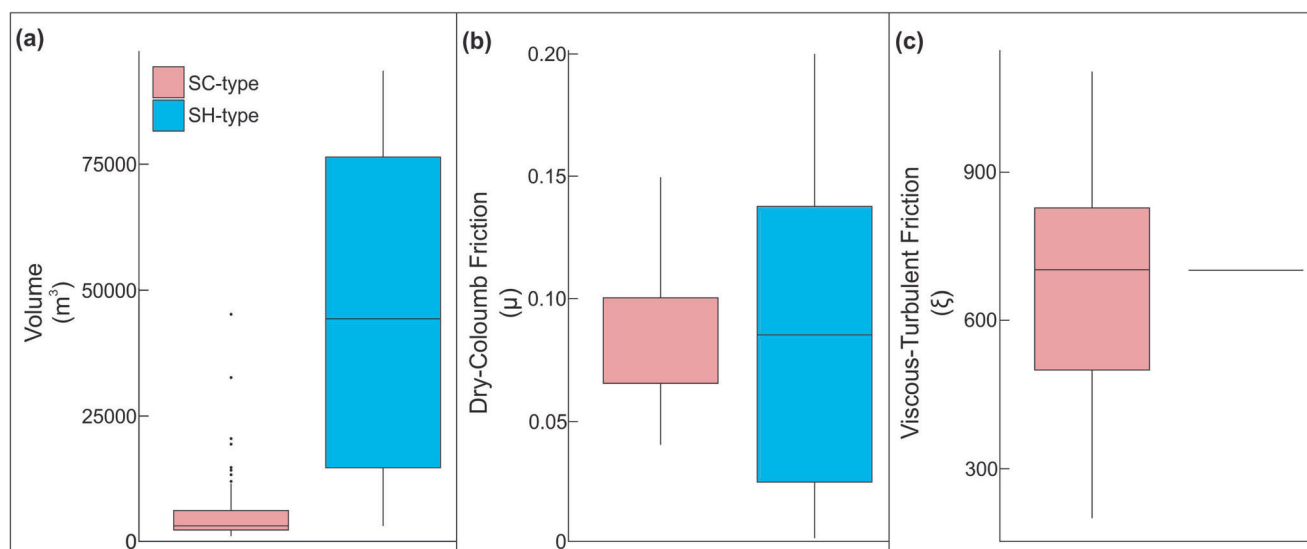 (a)
SC-type
SH-type
75000
50000
25000
0
Volume
(m³)
(b)
0.20
0.15
0.10
0.05
0
Dry-Coloumb Friction
(μ)
(c)
900
600
300
Viscous-Turbulent Friction
(ξ)